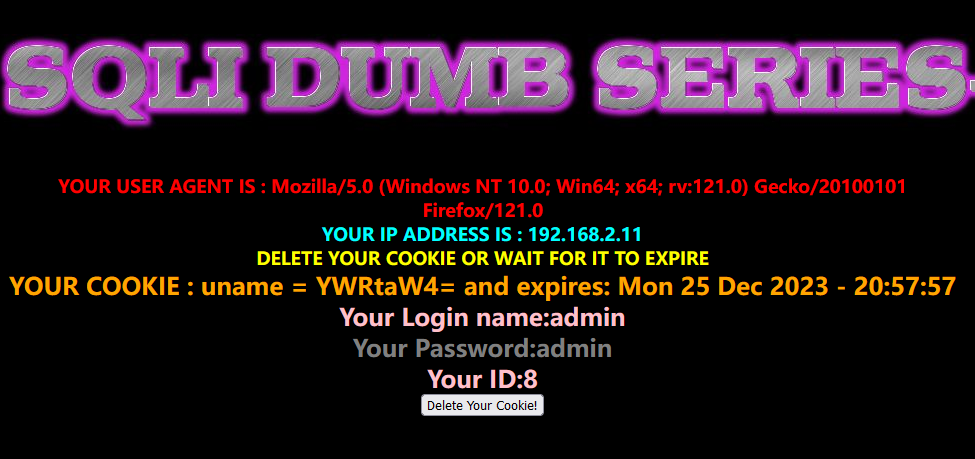 SQLI DUMB SERIES-
YOUR USER AGENT IS : Mozilla/5.0 (Windows NT 10.0; Win64; x64; rv:121.0) Gecko/20100101
Firefox/121.0
YOUR IP ADDRESS IS : 192.168.2.11
DELETE YOUR COOKIE OR WAIT FOR IT TO EXPIRE
YOUR COOKIE : uname = YWRtaW4= and expires: Mon 25 Dec 2023 - 20:57:57
Your Login name:admin
Your Password:admin
Your ID:8
Delete Your Cookie!